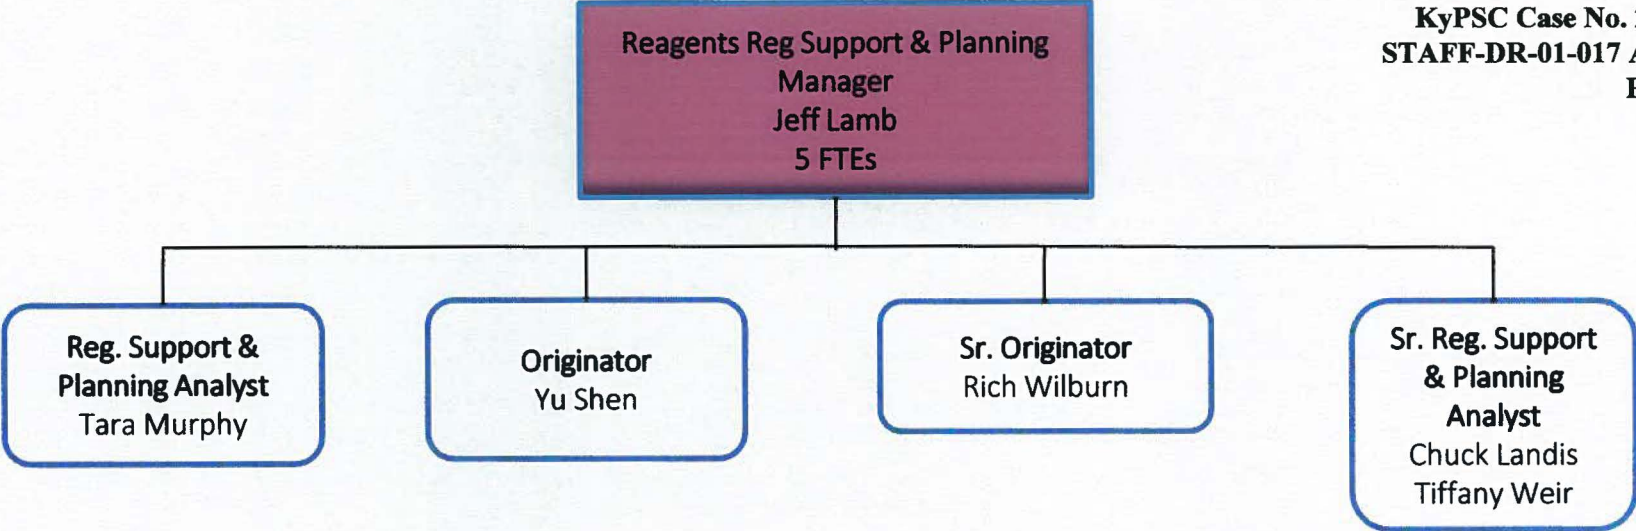 KyPSC Case No.
STAFF-DR-01-017
Reagents Reg Support & Planning
Manager
Jeff Lamb
5 FTEs
Reg. Support &
Planning Analyst
Tara Murphy
Originator
Yu Shen
Sr. Originator
Rich Wilburn
Sr. Reg. Support
& Planning
Analyst
Chuck Landis
Tiffany Weir